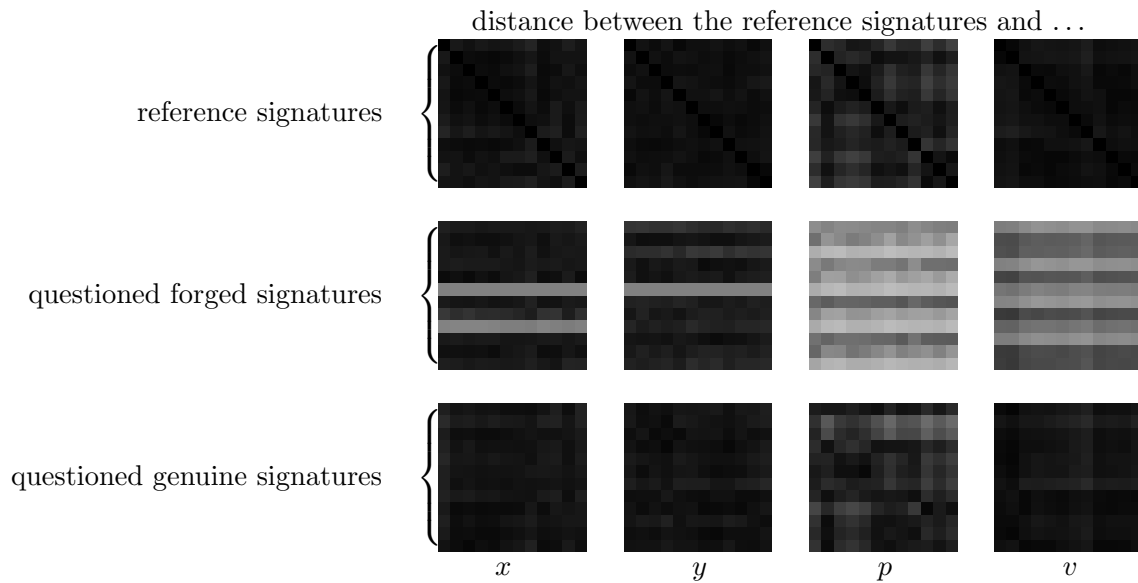 distance between the reference signatures and ...
reference signatures
questioned forged signatures
questioned genuine signatures
x y p v